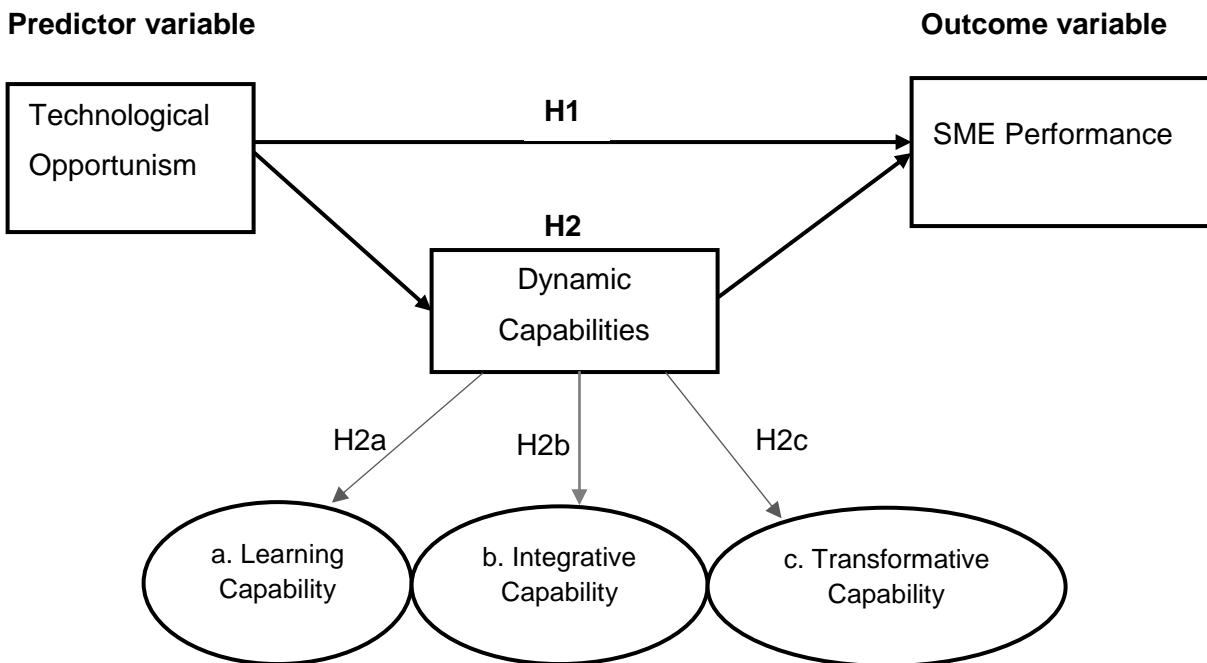 Predictor variable
Outcome variable
Technological
Opportunism
H1
SME Performance
H2
Dynamic
Capabilities
H2a
H2b
H2c
a. Learning
Capability
b. Integrative
Capability
c. Transformative
Capability